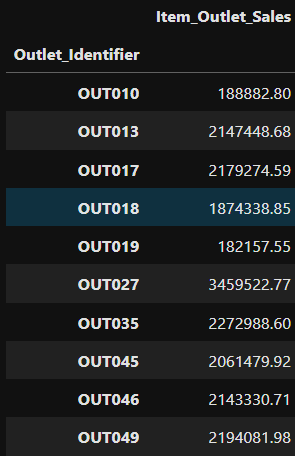 Item_Outlet_Sales
Outlet_Identifier
OUT010 188882.80
OUT013 2147448.68
OUT017 2179274.59
OUT018 1874338.85
OUT019 182157.55
OUT027 3459522.77
OUT035 2272988.60
OUT045 2061479.92
OUT046 2143330.71
OUT049 2194081.98